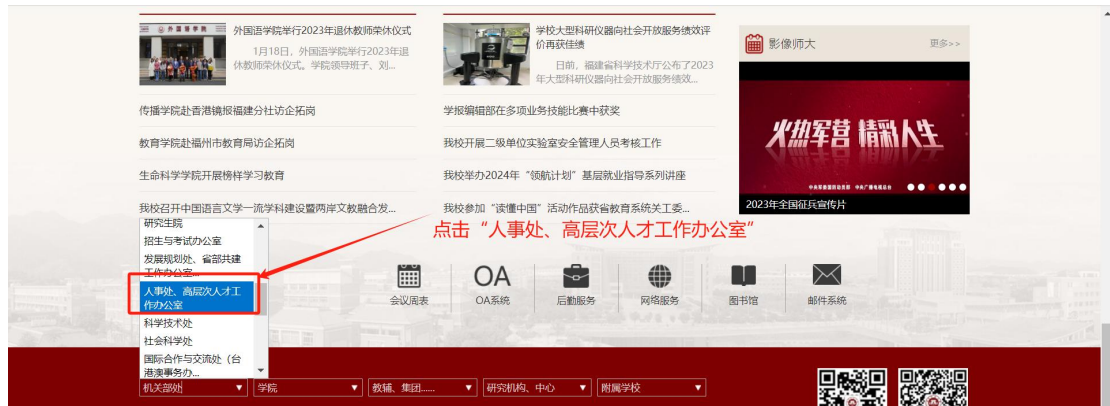 外国语学院
外国语学院举行2023年退休教师荣休仪式
1月18日，外国语学院举行2023年退
休教师荣休仪式。学院领导班子、刘...
传播学院赴香港镜报福建分社访企拓岗
教育学院赴福州市教育局访企拓岗
生命科学学院开展榜样学习教育
我校召开中国语言文学一流学科建设暨两岸文教融合发...
学校大型科研仪器向社会开放服务绩效评
价再获佳绩
日前，福建省科学技术厅公布了2023
年大型科研仪器向社会开放服务绩效...
学报编辑部在多项业务技能比赛中获奖
我校开展二级单位实验室安全管理人员考核工作
我校举办2024年“领航计划”基层就业指导系列讲座
我校参加“读懂中国”活动作品获省教育系统关工委...
影像师大
更多>>
火热军营 精彩人生
2023年全国征兵宣传片
点击“人事处、高层次人才工作办公室”
研究生院
招生与考试办公室
发展规划处、省部共建
工作办公室...
人事处、高层次人才工
作办公室
科学技术处
社会科学处
国际合作与交流处（台
港澳事务办...
会议周表
OA
OA系统
后勤服务
网络服务
图书馆
邮件系统
机关部处
学院
教辅、集团......
研究机构、中心
附属学校